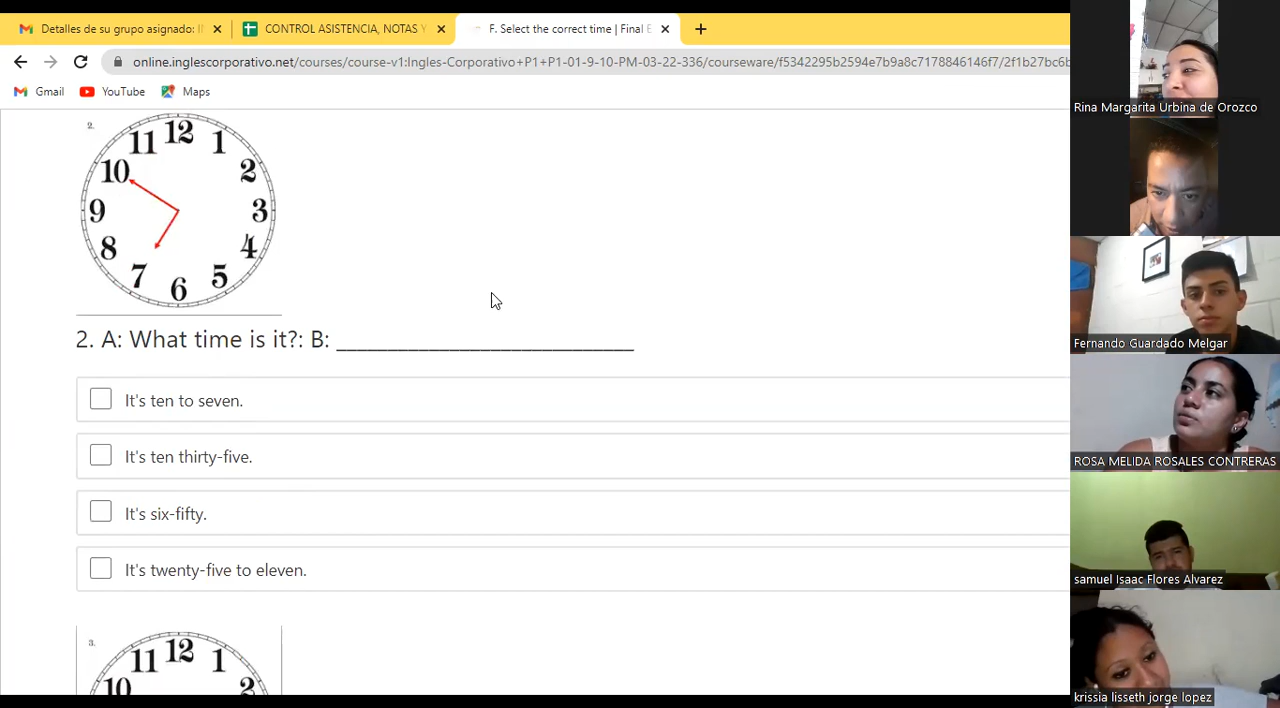 Detalles de su grupo asignado: II
CONTROL ASISTENCIA, NOTAS Y
F. Select the correct time | Final E
online.inglescorporativo.net/courses/course-v1:Ingles-Corporativo+P1+P1-01-9-10-PM-03-22-336/courseware/f5342295b2594e7b9a8c7178846146f7/2f1b27bc6b
Gmail
YouTube
Maps
2.
12
1
2
3
4
5
6
7
8
9
10
11
2. A: What time is it?: B: ____________________________
It's ten to seven.
It's ten thirty-five.
It's six-fifty.
It's twenty-five to eleven.
3.
11 12 1
10 2
Rina Margarita Urbina de Orozco
Fernando Guardado Melgar
ROSA MELIDA ROSALES CONTRERAS
samuel Isaac Flores Alvarez
krissia lisseth jorge lopez